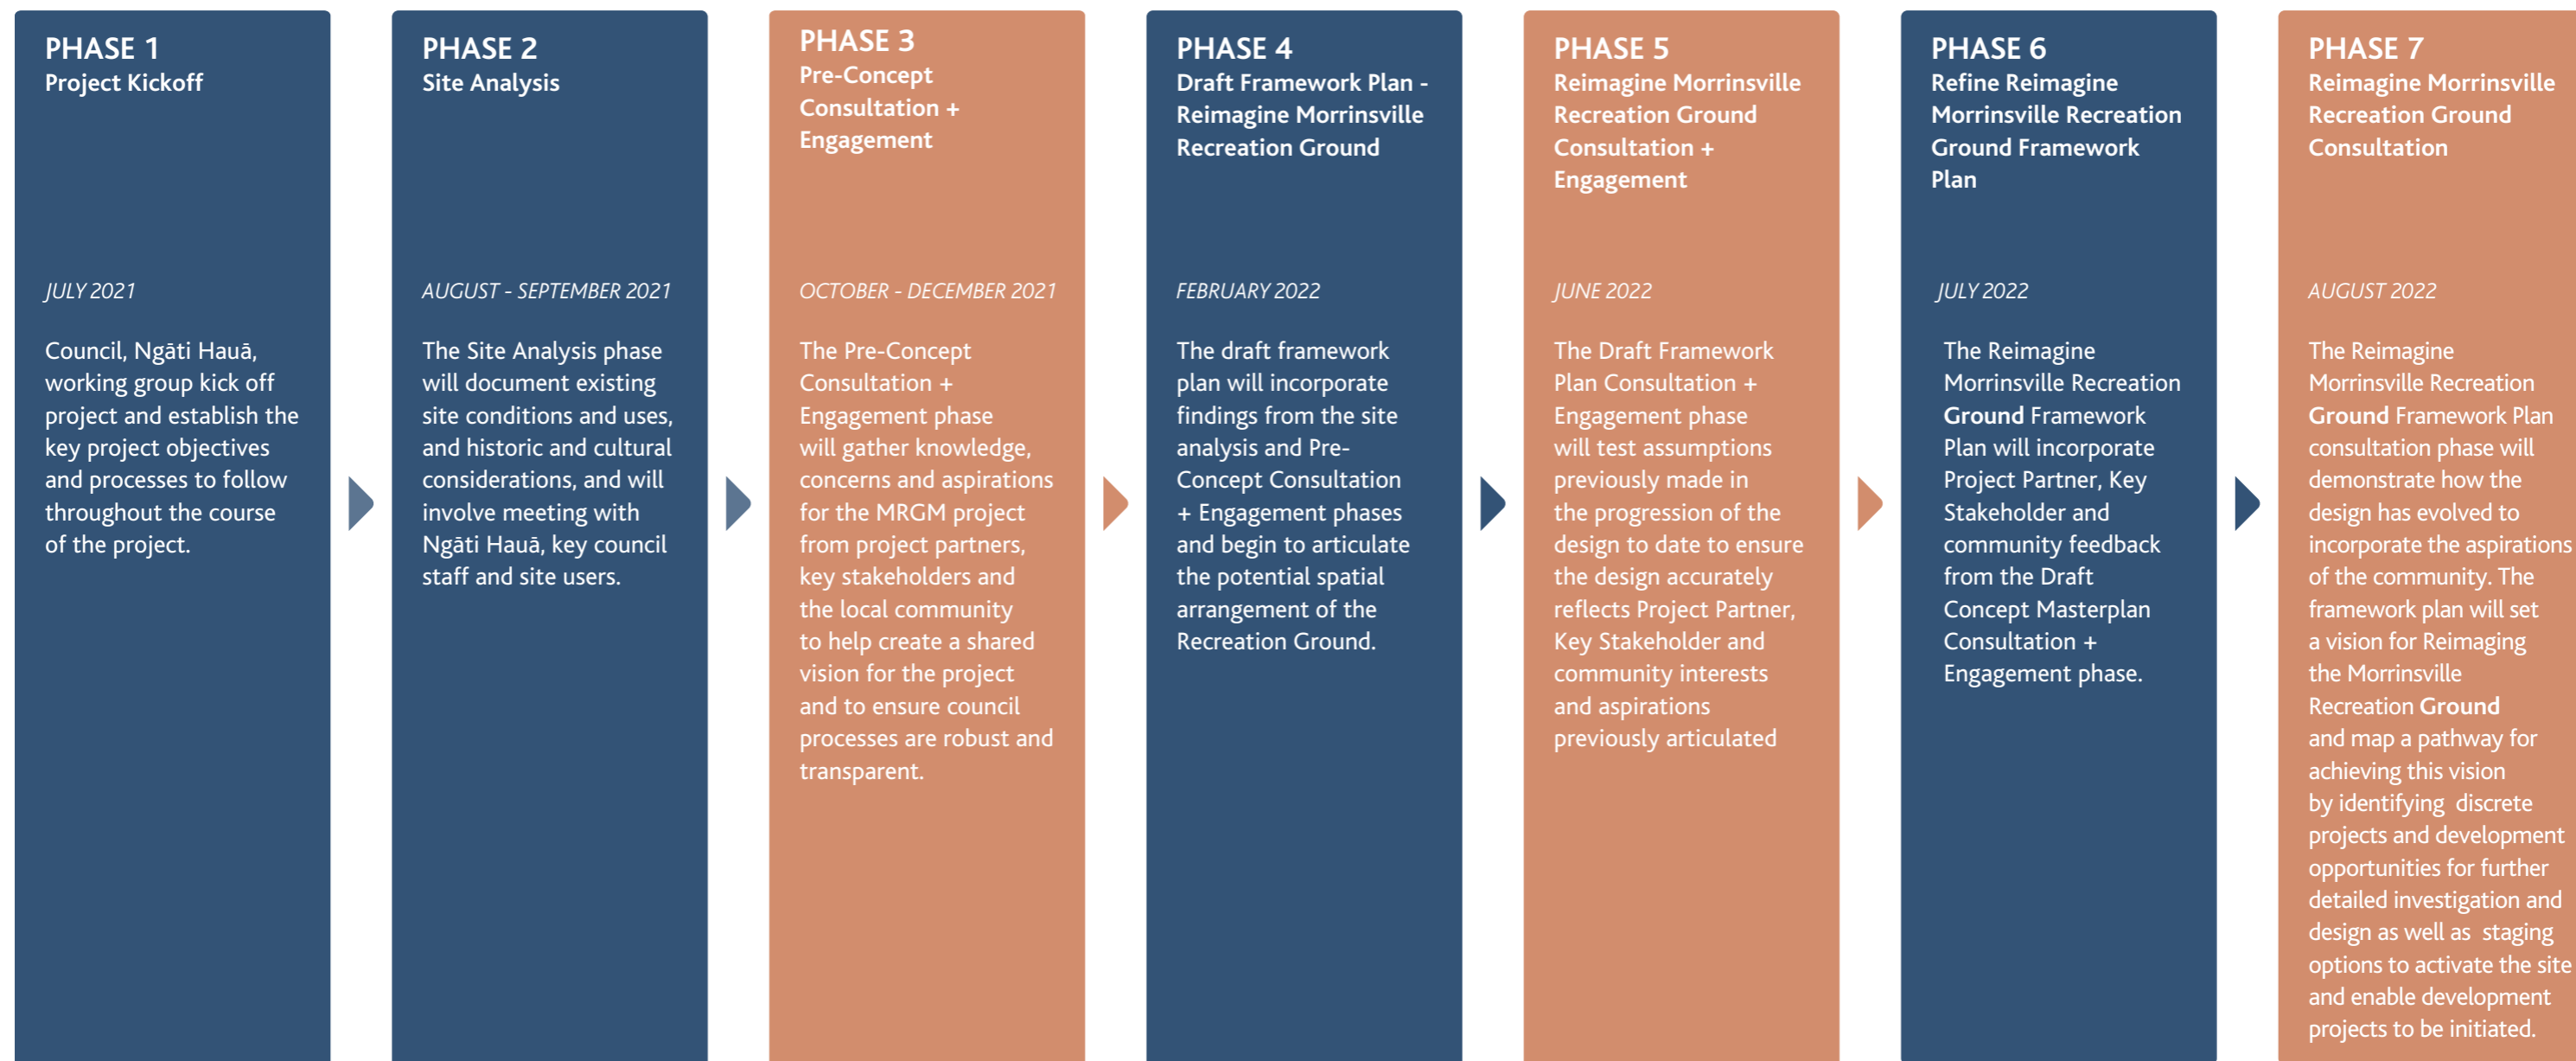 PHASE 1
Project Kickoff
JULY 2021
Council, Ngāti Hauā,
working group kick off
project and establish the
key project objectives
and processes to follow
throughout the course
of the project.
PHASE 2
Site Analysis
AUGUST - SEPTEMBER 2021
The Site Analysis phase
will document existing
site conditions and uses,
and historic and cultural
considerations, and will
involve meeting with
Ngāti Hauā, key council
staff and site users.
PHASE 3
Pre-Concept
Consultation +
Engagement
OCTOBER - DECEMBER 2021
The Pre-Concept
Consultation +
Engagement phase
will gather knowledge,
concerns and aspirations
for the MRGM project
from project partners,
key stakeholders and
the local community
to help create a shared
vision for the project
and to ensure council
processes are robust and
transparent.
PHASE 4
Draft Framework Plan -
Reimagine Morrinsville
Recreation Ground
FEBRUARY 2022
The draft framework
plan will incorporate
findings from the site
analysis and Pre-
Concept Consultation
+ Engagement phases
and begin to articulate
the potential spatial
arrangement of the
Recreation Ground.
PHASE 5
Reimagine Morrinsville
Recreation Ground
Consultation +
Engagement
JUNE 2022
The Draft Framework
Plan Consultation +
Engagement phase
will test assumptions
previously made in
the progression of the
design to date to ensure
the design accurately
reflects Project Partner,
Key Stakeholder and
community interests
and aspirations
previously articulated
PHASE 6
Refine Reimagine
Morrinsville Recreation
Ground Framework
Plan
JULY 2022
The Reimagine
Morrinsville Recreation
Ground Framework
Plan will incorporate
Project Partner, Key
Stakeholder and
community feedback
from the Draft
Concept Masterplan
Consultation +
Engagement phase.
PHASE 7
Reimagine Morrinsville
Recreation Ground
Consultation
AUGUST 2022
The Reimagine
Morrinsville Recreation
Ground Framework Plan
consultation phase will
demonstrate how the
design has evolved to
incorporate the aspirations
of the community. The
framework plan will set
a vision for Reimaging
the Morrinsville
Recreation Ground
and map a pathway for
achieving this vision
by identifying discrete
projects and development
opportunities for further
detailed investigation and
design as well as staging
options to activate the site
and enable development
projects to be initiated.